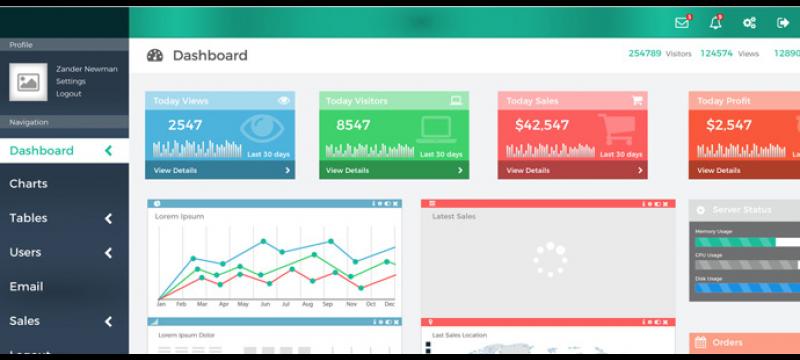 Profile
Zander Newman
Settings
Logout
Navigation
Dashboard
Charts
Tables
Users
Email
Sales
Logout
Dashboard
254789 Visitors 124574 Views 12890
Today Views
2547
Last 30 days
View Details
Today Visitors
8547
Last 30 days
View Details
Today Sales
$42,547
Last 30 days
View Details
Today Profit
$2,547
View Details
Lorem Ipsum
Jan Feb Mar Apr May Jun Jul Aug Sep Nov Oct Dec
Latest Sales
Server Status
Memory Usage
CPU Usage
Disk Usage
Lorem Ipsum Dolor
Last Sales Location
Orders